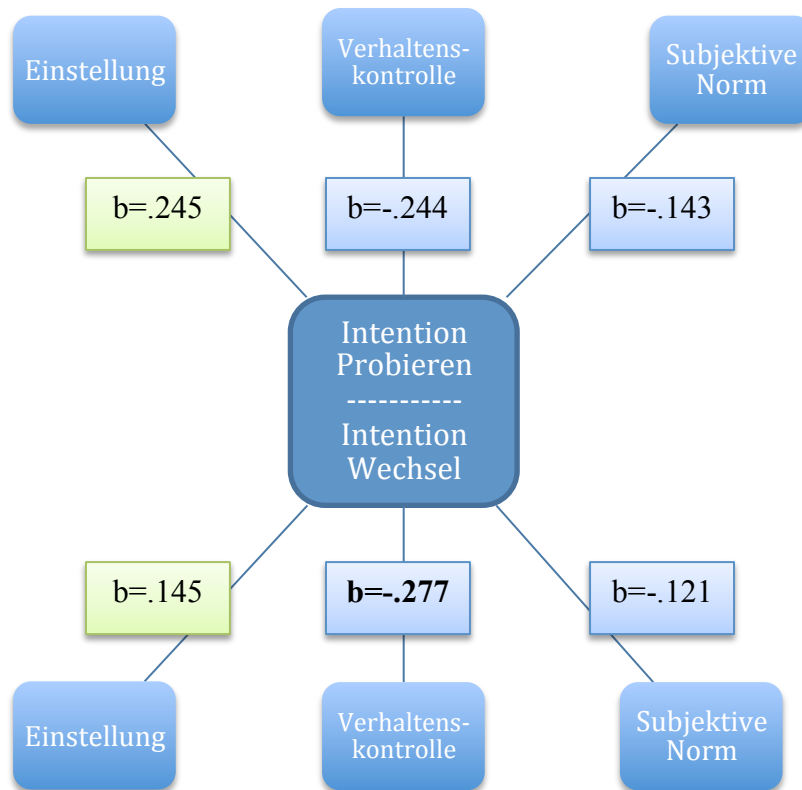 Einstellung
Verhaltens-
kontrolle
Subjektive
Norm
b=.245
b=-.244
b=-.143
Intention
Probieren
-----------
Intention
Wechsel
b=.145
b=-.277
b=-.121
Einstellung
Verhaltens-
kontrolle
Subjektive
Norm